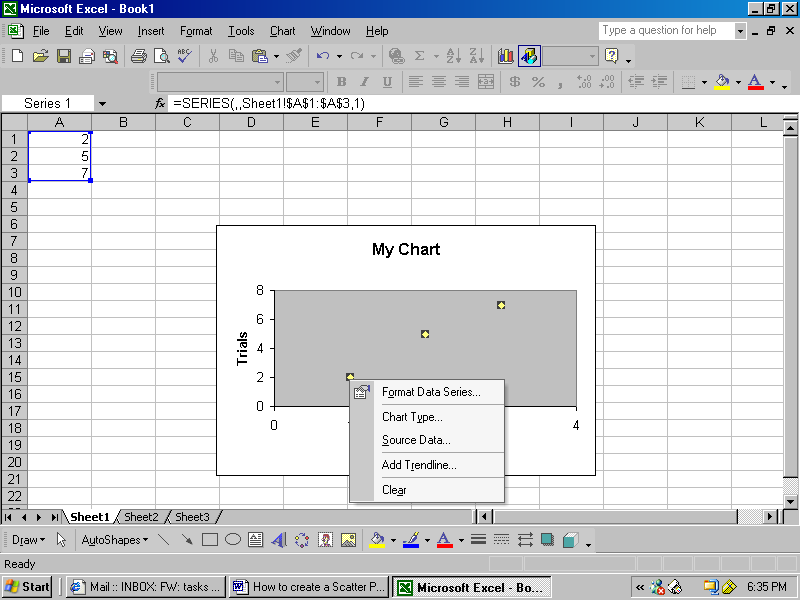 Microsoft Excel - Book1
File Edit View Insert Format Tools Chart Window Help
Type a question for help
Series 1 fx =SERIES(,,Sheet1!$A$1:$A$3,1)
A B C D E F G H I J K L
1 2
2 5
3 7
4
5
6
7
8
9
10
11
12
13
14
15
16
17
18
19
20
21
22
My Chart
Trials
8
6
4
2
0
0
4
Format Data Series...
Chart Type...
Source Data...
Add Trendline...
Clear
Sheet1 Sheet2 Sheet3
Draw AutoShapes
Ready
Start Mail :: INBOX: FW: tasks ... How to create a Scatter P... Microsoft Excel - Bo... 6:35 PM